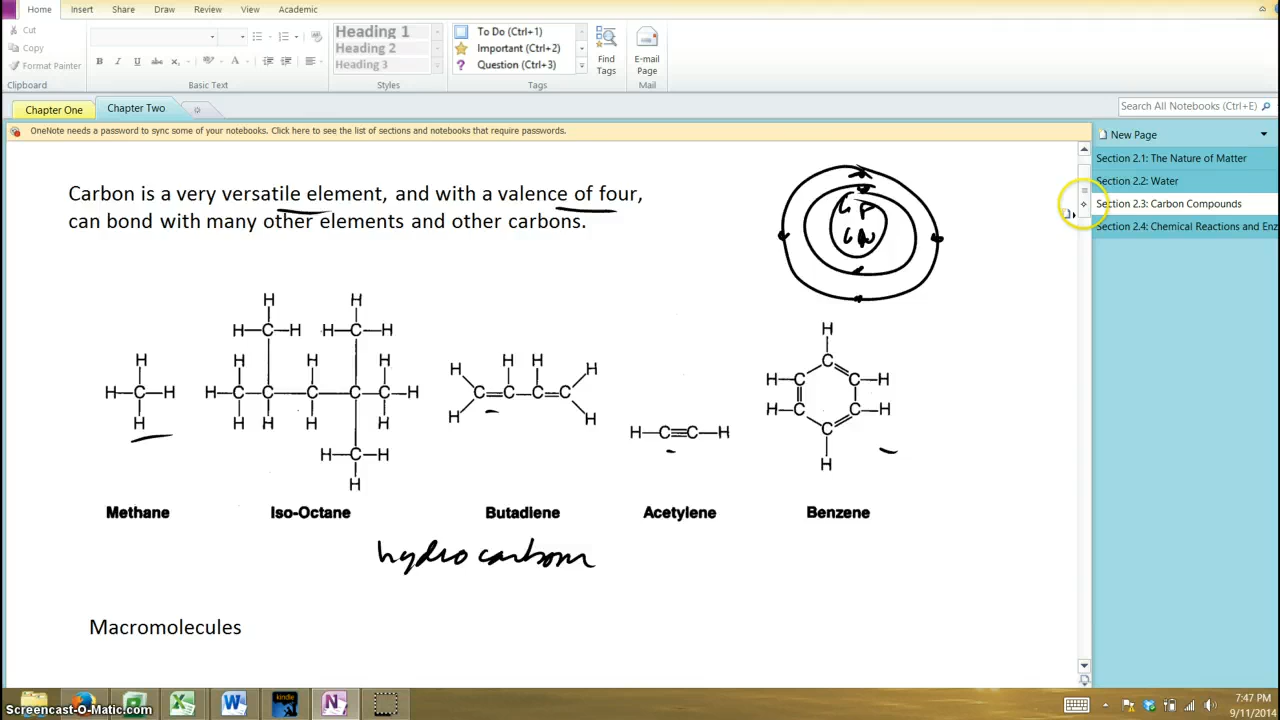 Home Insert Share Draw Review View Academic
Cut
Copy
Format Painter
Clipboard
B I U
Basic Text
Heading 1
Heading 2
Heading 3
Styles
To Do (Ctrl+1)
Important (Ctrl+2)
Question (Ctrl+3)
Tags
Find
Tags
E-mail
Page
Mail
Chapter One Chapter Two
Search All Notebooks (Ctrl+E)
OneNote needs a password to sync some of your notebooks. Click here to see the list of sections and notebooks that require passwords.
New Page
Section 2.1: The Nature of Matter
Section 2.2: Water
Section 2.3: Carbon Compounds
Section 2.4: Chemical Reactions and Enz
Carbon is a very versatile element, and with a valence of four,
can bond with many other elements and other carbons.
6 P
6 N
Methane Iso-Octane Butadiene Acetylene Benzene
hydrocarbon
Macromolecules
Screencast-O-Matic.com
kindle
7:47 PM
9/11/2014